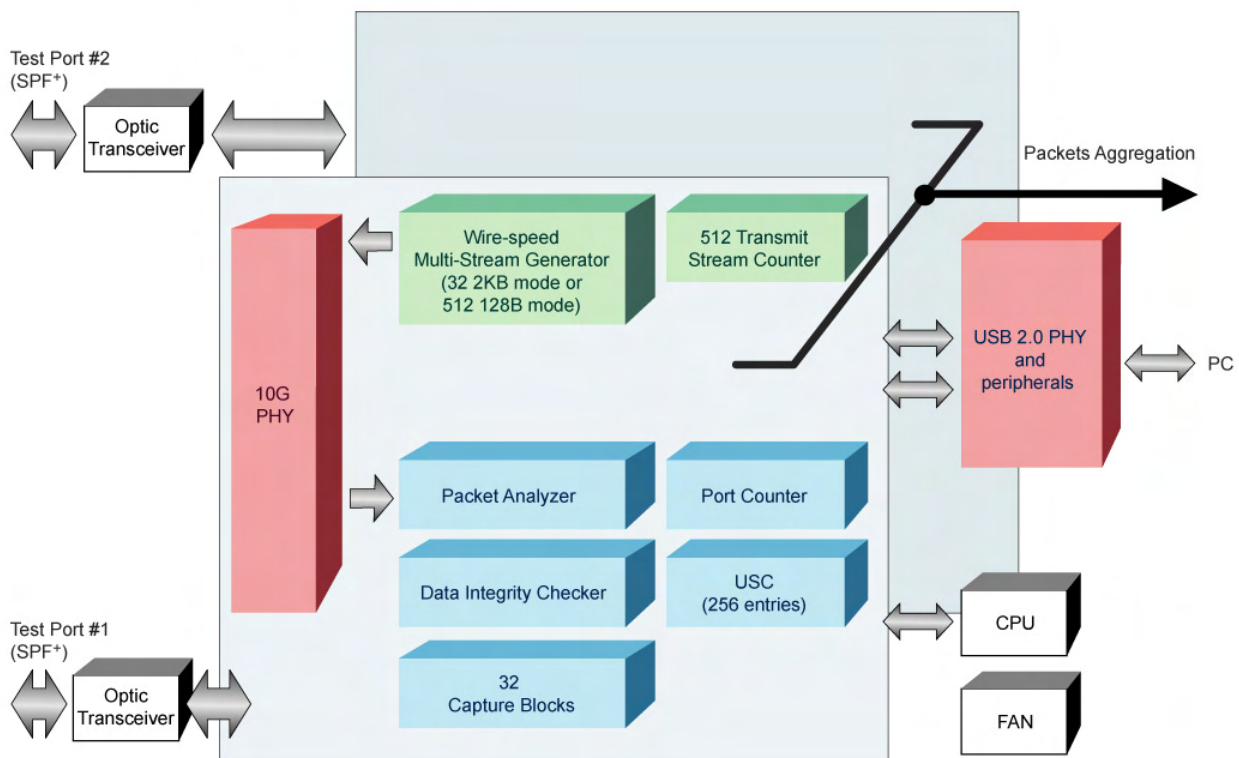 Test Port #2
(SPF+)
Optic
Transceiver
Packets Aggregation
Wire-speed
Multi-Stream Generator
(32 2KB mode or
512 128B mode)
512 Transmit
Stream Counter
10G
PHY
USB 2.0 PHY
and
peripherals
PC
Packet Analyzer
Port Counter
Data Integrity Checker
USC
(256 entries)
CPU
Test Port #1
(SPF+)
Optic
Transceiver
32
Capture Blocks
FAN